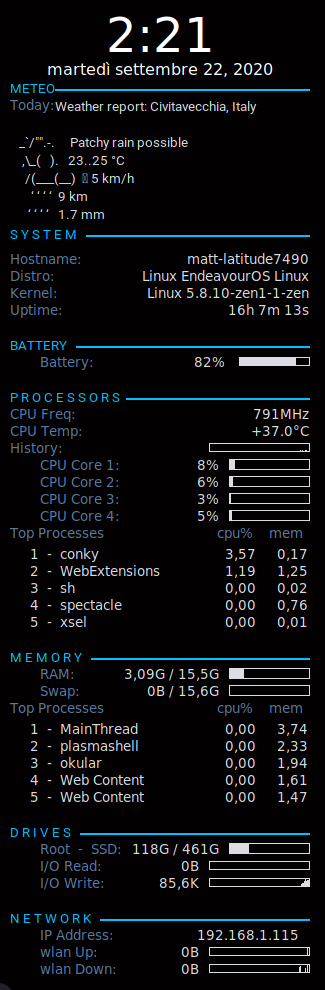 2:21
martedì settembre 22, 2020
METEO
Today: Weather report: Civitavecchia, Italy
_`/"".-. Patchy rain possible
,\_( ). 23..25 °C
/(___(__) 5 km/h
‘ ‘ ‘ ‘ 9 km
‘ ‘ ‘ ‘ 1.7 mm
SYSTEM
Hostname: matt-latitude7490
Distro: Linux EndeavourOS Linux
Kernel: Linux 5.8.10-zen1-1-zen
Uptime: 16h 7m 13s
BATTERY
Battery: 82%
PROCESSORS
CPU Freq: 791MHz
CPU Temp: +37.0°C
History:
CPU Core 1: 8%
CPU Core 2: 6%
CPU Core 3: 3%
CPU Core 4: 5%
Top Processes cpu% mem
1 - conky 3,57 0,17
2 - WebExtensions 1,19 1,25
3 - sh 0,00 0,02
4 - spectacle 0,00 0,76
5 - xsel 0,00 0,01
MEMORY
RAM: 3,09G / 15,5G
Swap: 0B / 15,6G
Top Processes cpu% mem
1 - MainThread 0,00 3,74
2 - plasmashell 0,00 2,33
3 - okular 0,00 1,94
4 - Web Content 0,00 1,61
5 - Web Content 0,00 1,47
DRIVES
Root - SSD: 118G / 461G
I/O Read: 0B
I/O Write: 85,6K
NETWORK
IP Address: 192.168.1.115
wlan Up: 0B
wlan Down: 0B